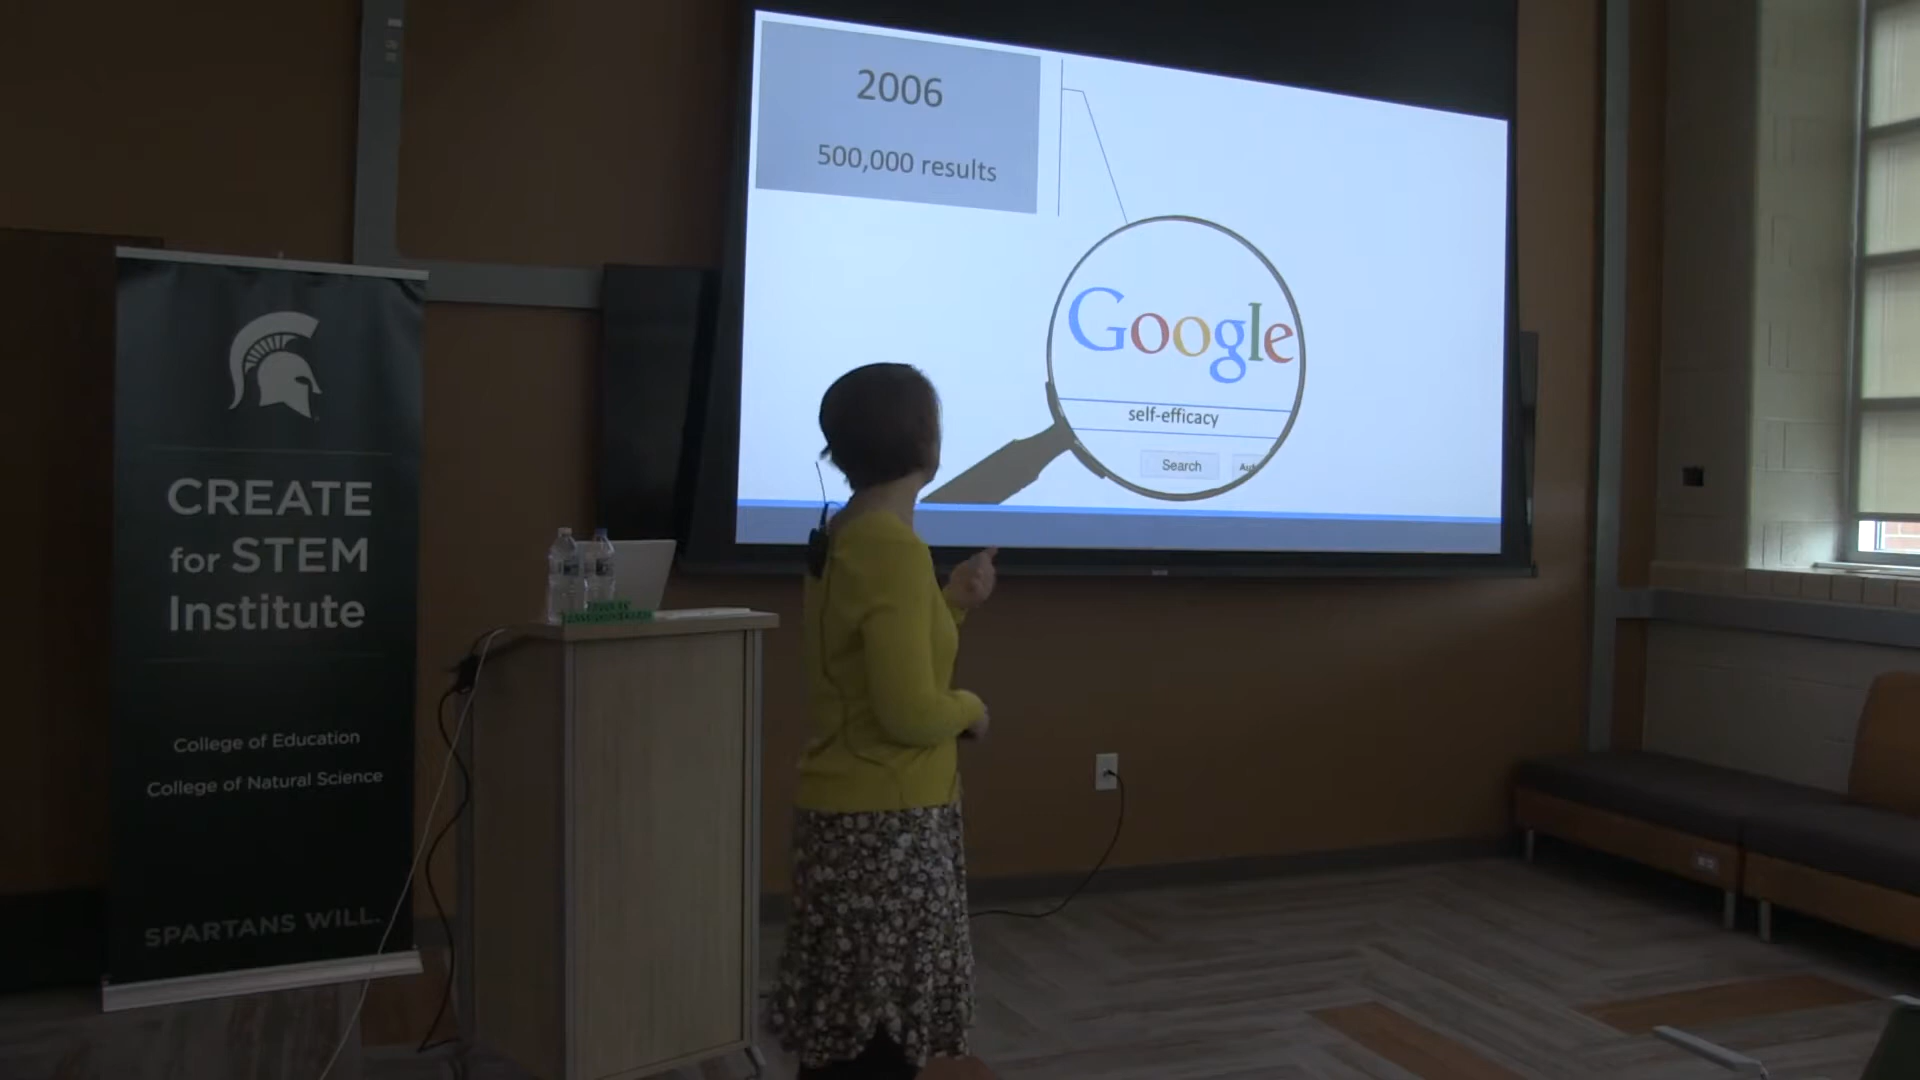 2006
500,000 results
Google
self-efficacy
Search
CREATE
for STEM
Institute
College of Education
College of Natural Science
SPARTANS WILL.